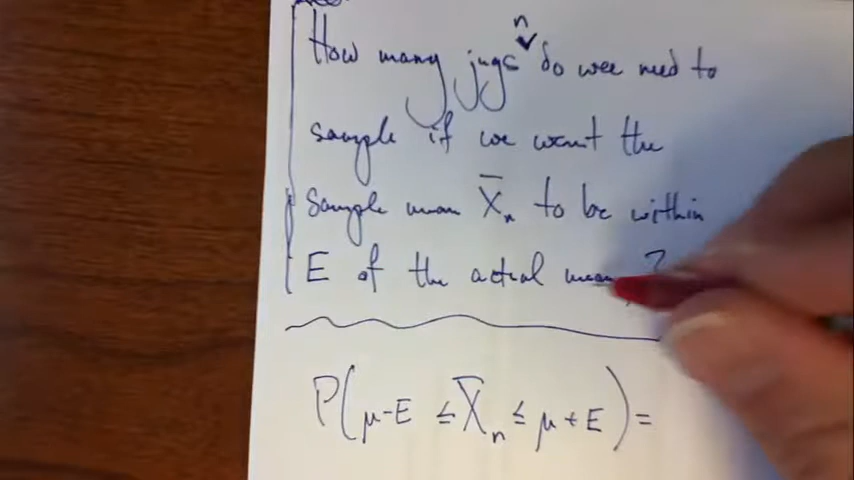 How many jugs n do wee need to
sample if we want the
sample mean X̄ₙ to be within
E of the actual mean ?
P(μ-E ≤ X̄ₙ ≤ μ+E) =